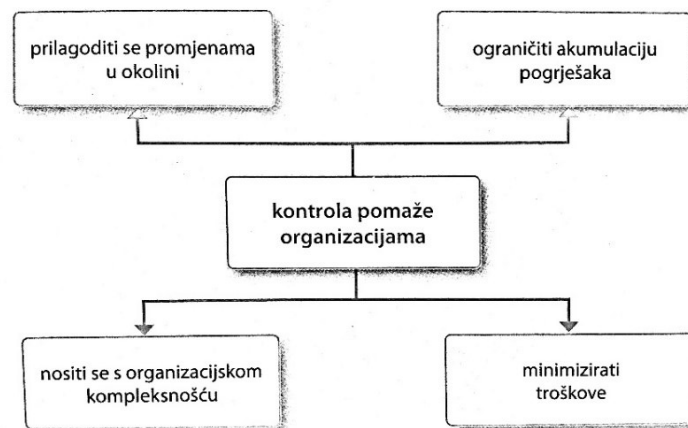 prilagoditi se promjenama
u okolini
ograničiti akumulaciju
pogrješaka
kontrola pomaže
organizacijama
nositi se s organizacijskom
kompleksnošću
minimizirati
troškove